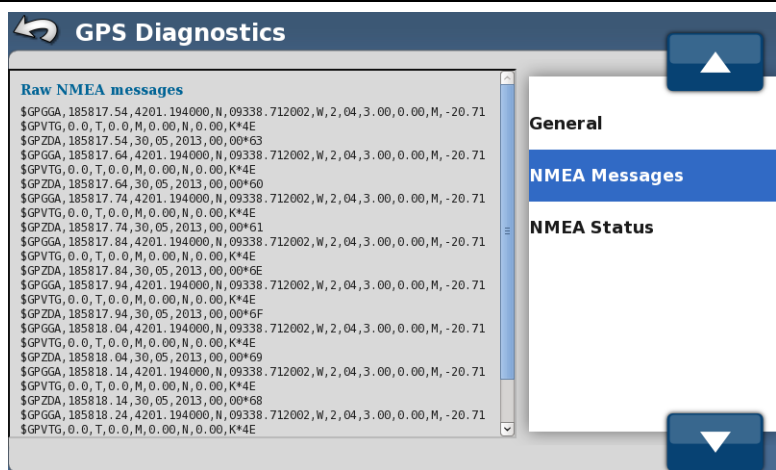 GPS Diagnostics
Raw NMEA messages
$GPGGA,185817.54,4201.194000,N,09338.712002,W,2,04,3.00,0.00,M,-20.71
$GPVTG,0.0,T,0.0,M,0.00,N,0.00,K*4E
$GPZDA,185817.54,30,05,2013,00,00*63
$GPGGA,185817.64,4201.194000,N,09338.712002,W,2,04,3.00,0.00,M,-20.71
$GPVTG,0.0,T,0.0,M,0.00,N,0.00,K*4E
$GPZDA,185817.64,30,05,2013,00,00*60
$GPGGA,185817.74,4201.194000,N,09338.712002,W,2,04,3.00,0.00,M,-20.71
$GPVTG,0.0,T,0.0,M,0.00,N,0.00,K*4E
$GPZDA,185817.74,30,05,2013,00,00*61
$GPGGA,185817.84,4201.194000,N,09338.712002,W,2,04,3.00,0.00,M,-20.71
$GPVTG,0.0,T,0.0,M,0.00,N,0.00,K*4E
$GPZDA,185817.84,30,05,2013,00,00*6E
$GPGGA,185817.94,4201.194000,N,09338.712002,W,2,04,3.00,0.00,M,-20.71
$GPVTG,0.0,T,0.0,M,0.00,N,0.00,K*4E
$GPZDA,185817.94,30,05,2013,00,00*6F
$GPGGA,185818.04,4201.194000,N,09338.712002,W,2,04,3.00,0.00,M,-20.71
$GPVTG,0.0,T,0.0,M,0.00,N,0.00,K*4E
$GPZDA,185818.04,30,05,2013,00,00*69
$GPGGA,185818.14,4201.194000,N,09338.712002,W,2,04,3.00,0.00,M,-20.71
$GPVTG,0.0,T,0.0,M,0.00,N,0.00,K*4E
$GPZDA,185818.14,30,05,2013,00,00*68
$GPGGA,185818.24,4201.194000,N,09338.712002,W,2,04,3.00,0.00,M,-20.71
$GPVTG,0.0,T,0.0,M,0.00,N,0.00,K*4E
General
NMEA Messages
NMEA Status